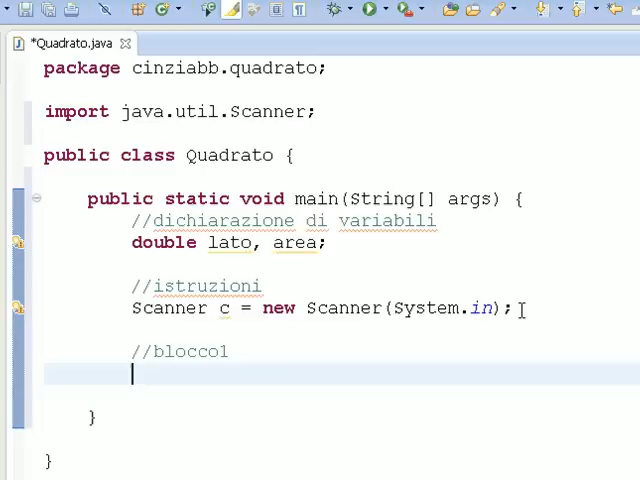 *Quadrato.java
package cinziabb.quadrato;
import java.util.Scanner;
public class Quadrato {
public static void main(String[] args) {
//dichiarazione di variabili
double lato, area;
//istruzioni
Scanner c = new Scanner(System.in);
//blocco1
}
}